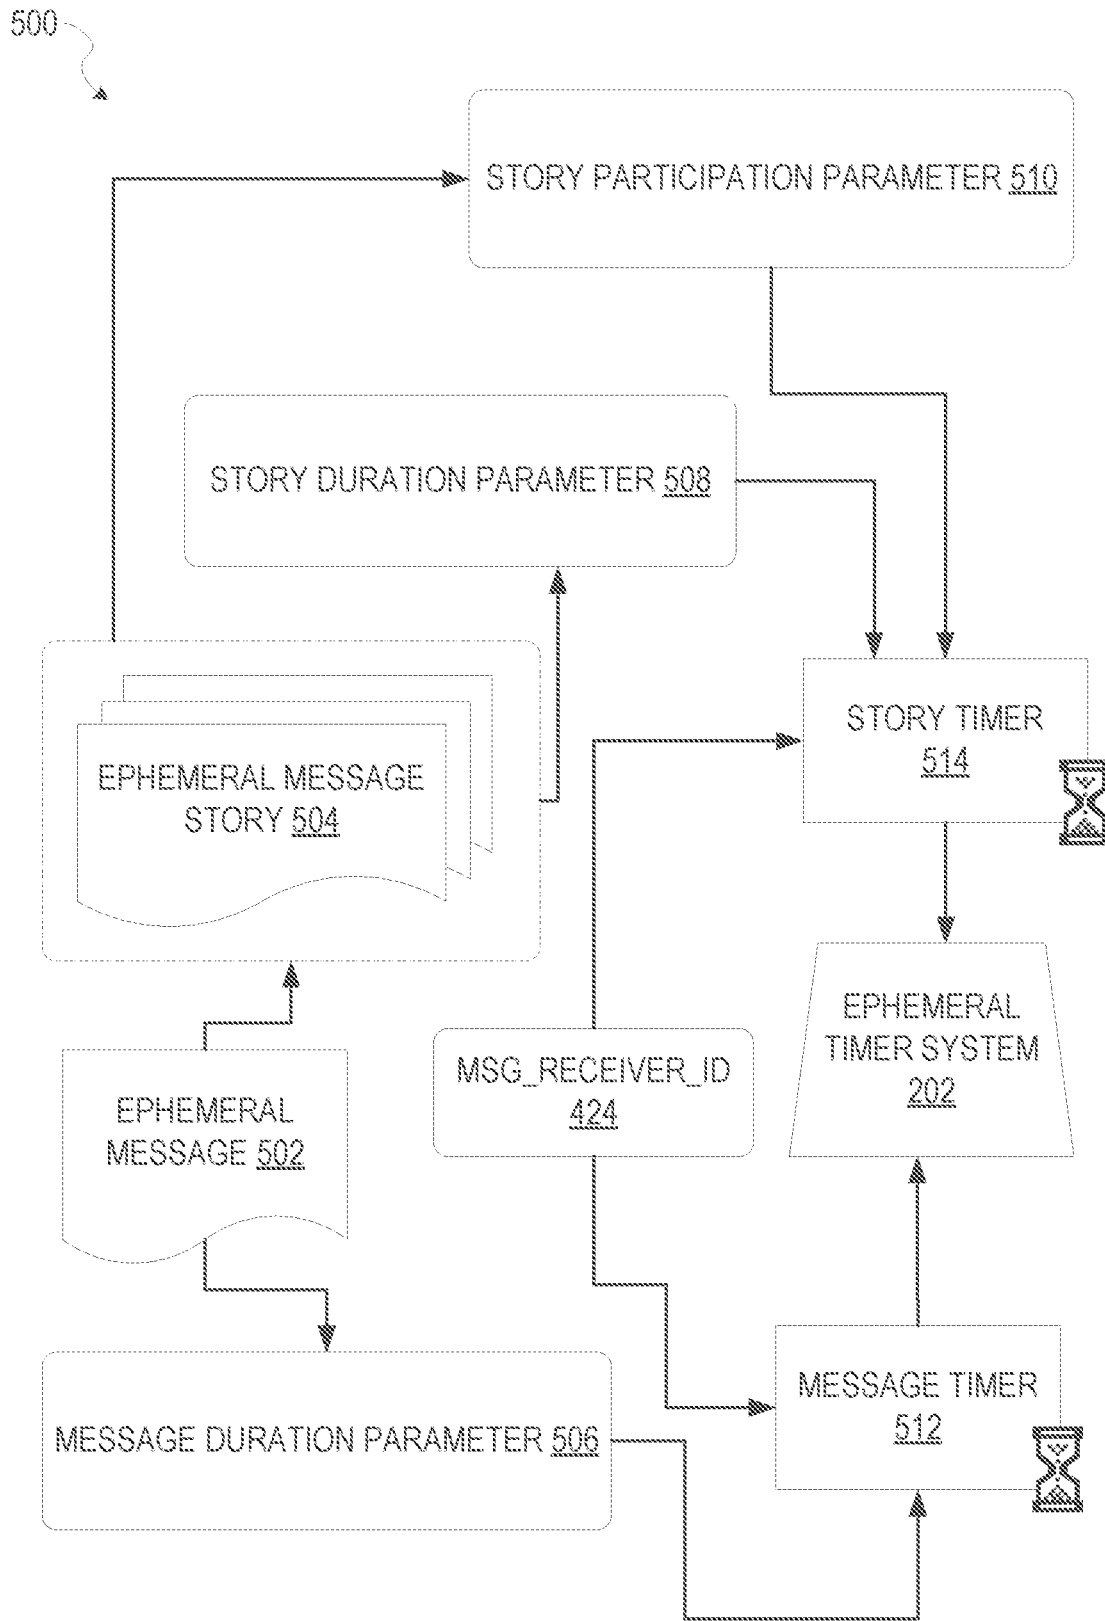 500
STORY PARTICIPATION PARAMETER 510
STORY DURATION PARAMETER 508
STORY TIMER
514
EPHEMERAL MESSAGE
STORY 504
EPHEMERAL
TIMER SYSTEM
202
MSG_RECEIVER_ID
424
EPHEMERAL
MESSAGE 502
MESSAGE TIMER
512
MESSAGE DURATION PARAMETER 506